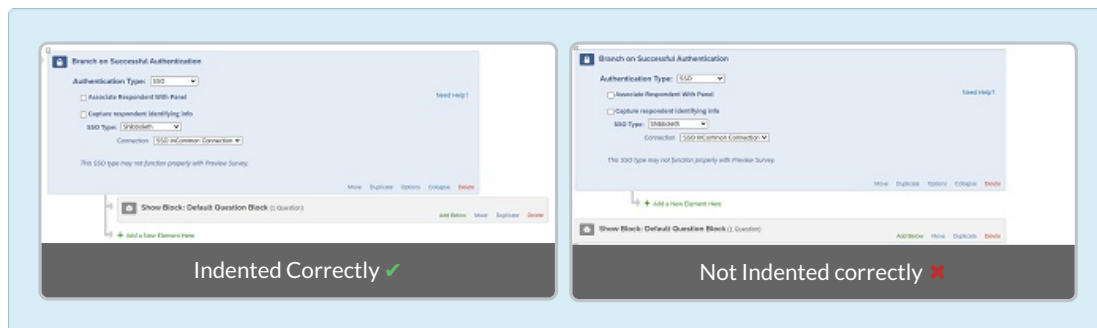 Branch on Successful Authentication
Authentication Type: SSO
Associate Respondent With Panel
Need Help?
Capture respondent identifying info
SSO Type: Shibboleth
Connection SSO InCommon Connection
This SSO type may not function properly with Preview Survey.
Move Duplicate Options Collapse Delete
Show Block: Default Question Block (1 Question)
Add Below Move Duplicate Delete
+ Add a New Element Here
Indented Correctly ✔
Branch on Successful Authentication
Authentication Type: SSO
Associate Respondent With Panel
Need Help?
Capture respondent identifying info
SSO Type: Shibboleth
Connection SSO InCommon Connection
This SSO type may not function properly with Preview Survey.
Move Duplicate Options Collapse Delete
+ Add a New Element Here
Show Block: Default Question Block (1 Question)
Add Below Move Duplicate Delete
Not Indented correctly ✖